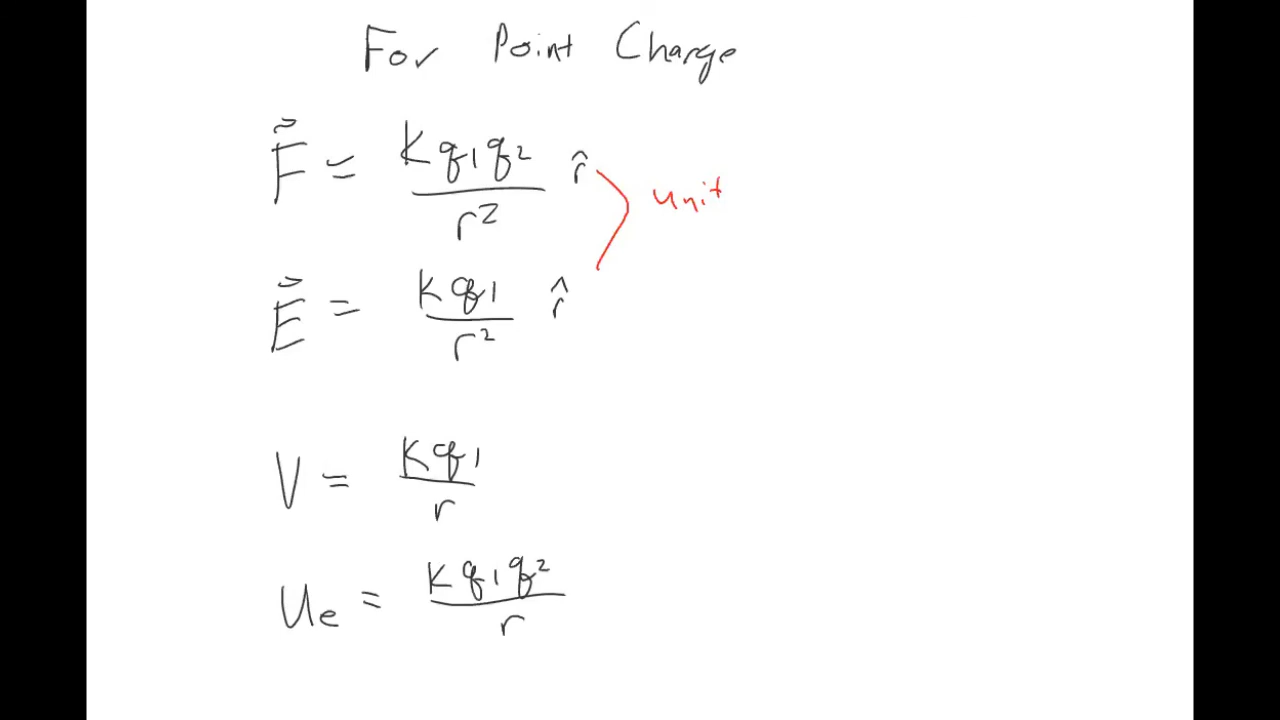 For Point Charge
F⃗ = kq₁q₂/r² r̂
unit
E⃗ = kq₁/r² r̂
V = kq₁/r
Uₑ = kq₁q₂/r